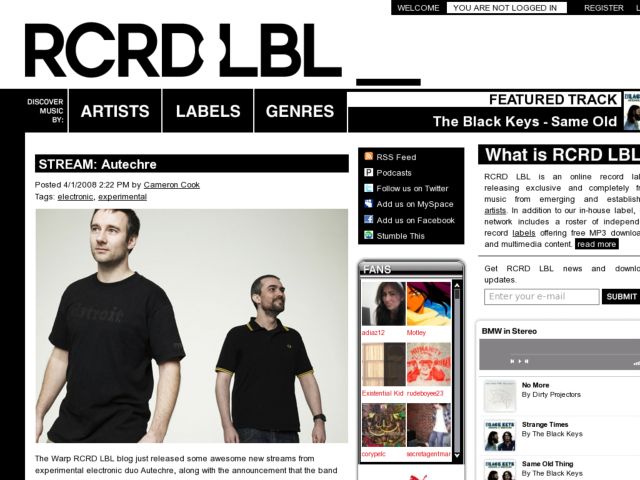 WELCOME
YOU ARE NOT LOGGED IN
REGISTER
RCRD LBL
DISCOVER
MUSIC
BY:
ARTISTS
LABELS
GENRES
FEATURED TRACK
The Black Keys - Same Old
STREAM: Autechre
Posted 4/1/2008 2:22 PM by Cameron Cook
Tags: electronic, experimental
detroit
The Warp RCRD LBL blog just released some awesome new streams from
experimental electronic duo Autechre, along with the announcement that the band
RSS Feed
Podcasts
Follow us on Twitter
Add us on MySpace
Add us on Facebook
Stumble This
FANS
adiaz12
Motley
Existential Kid
rudeboyee23
corypelc
secretagentmar
What is RCRD LBL
RCRD LBL is an online record lab
releasing exclusive and completely fr
music from emerging and establish
artists. In addition to our in-house label,
network includes a roster of independ
record labels offering free MP3 downloa
and multimedia content. read more
Get RCRD LBL news and downlo
updates.
Enter your e-mail
SUBMIT
BMW in Stereo
No More
By Dirty Projectors
Strange Times
By The Black Keys
Same Old Thing
By The Black Keys